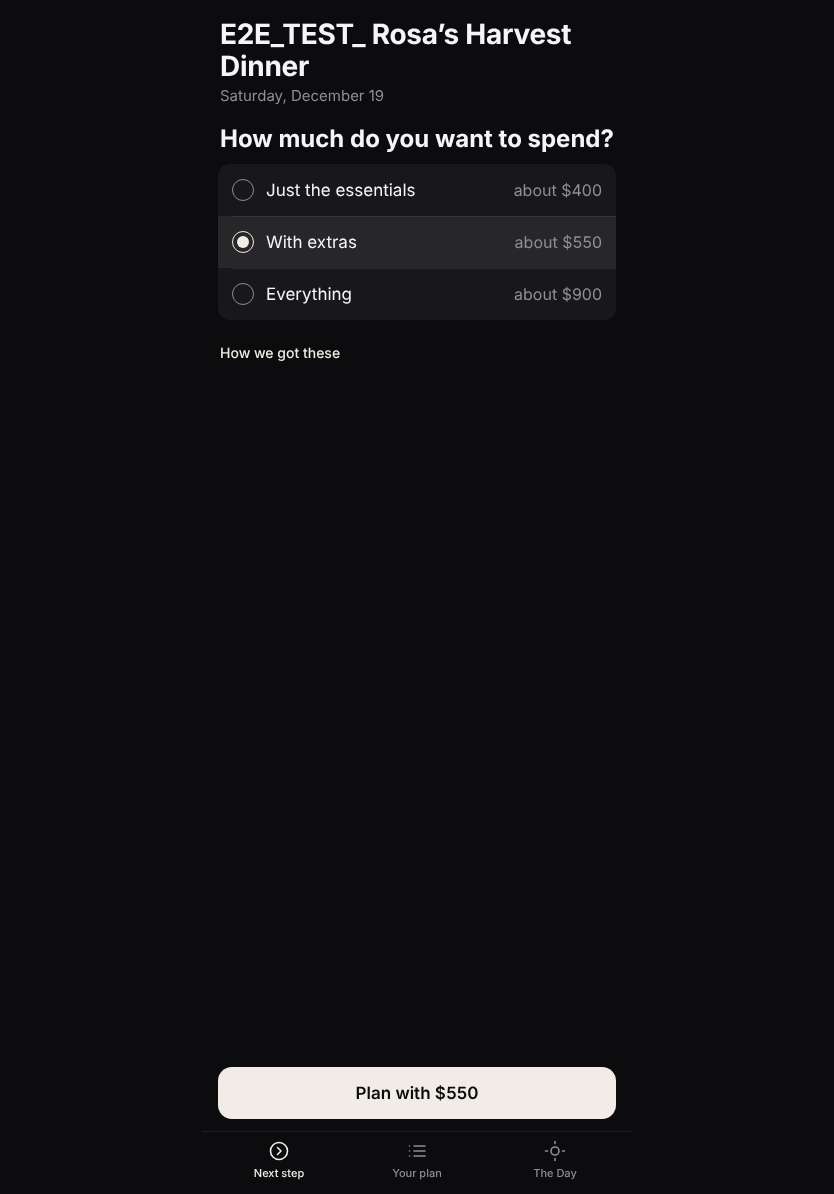 E2E_TEST_ Rosa’s Harvest
Dinner
Saturday, December 19
How much do you want to spend?
Just the essentials about $400
With extras about $550
Everything about $900
How we got these
Plan with $550
Next step Your plan The Day